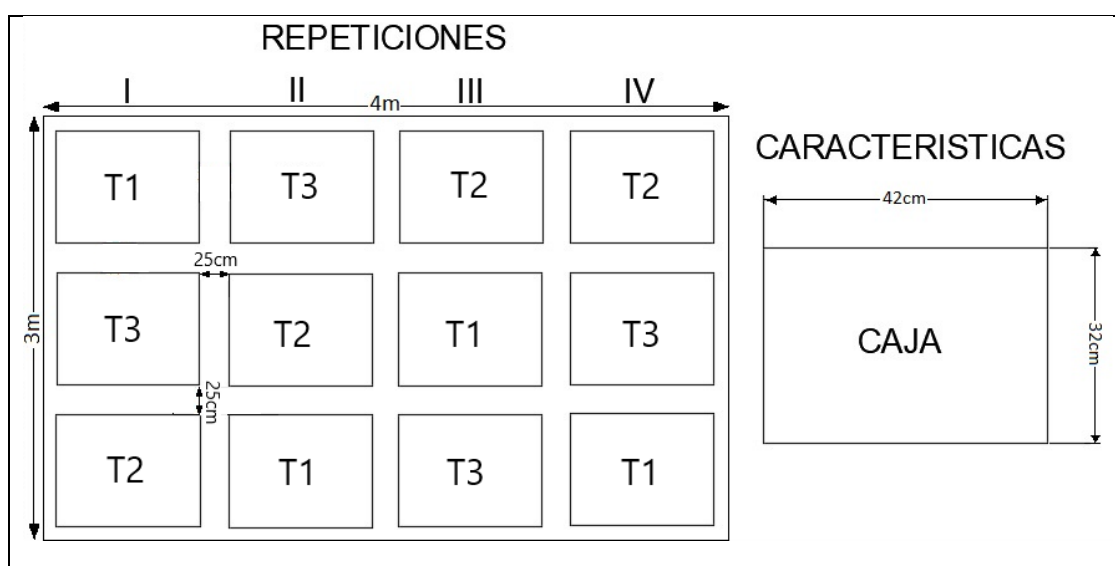 REPETICIONES
I II III IV
4m
CARACTERISTICAS
T1 T3 T2 T2
42cm
25cm
T3 T2 T1 T3
3m
CAJA
32cm
25cm
T2 T1 T3 T1